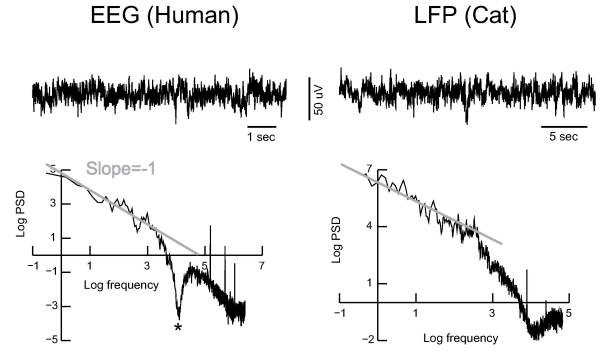 EEG (Human)
LFP (Cat)
50 uV
1 sec
5 sec
Slope=-1
Log PSD
5
3
1
−1
−3
−5
−1
1
3
5
7
Log frequency
*
Log PSD
7
4
1
−2
−1
1
3
5
Log frequency